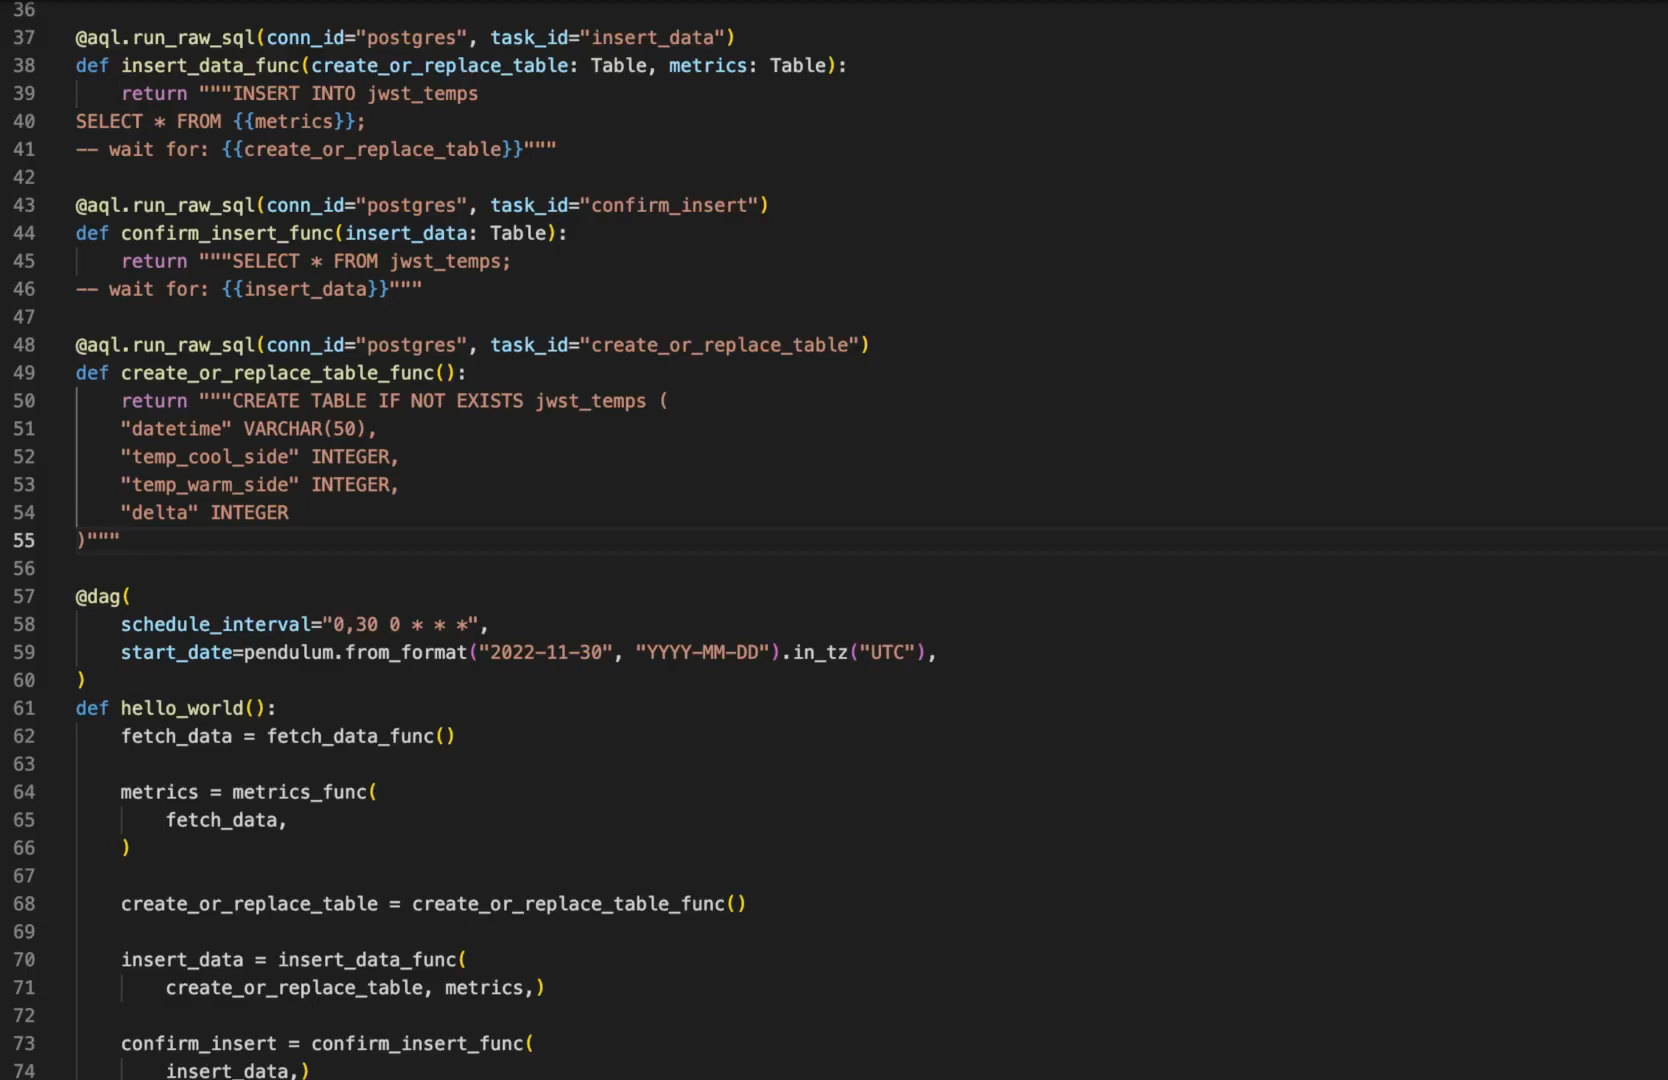 36
37 @aql.run_raw_sql(conn_id="postgres", task_id="insert_data")
38 def insert_data_func(create_or_replace_table: Table, metrics: Table):
39     return """INSERT INTO jwst_temps
40 SELECT * FROM {{metrics}};
41 -- wait for: {{create_or_replace_table}}"""
42
43 @aql.run_raw_sql(conn_id="postgres", task_id="confirm_insert")
44 def confirm_insert_func(insert_data: Table):
45     return """SELECT * FROM jwst_temps;
46 -- wait for: {{insert_data}}"""
47
48 @aql.run_raw_sql(conn_id="postgres", task_id="create_or_replace_table")
49 def create_or_replace_table_func():
50     return """CREATE TABLE IF NOT EXISTS jwst_temps (
51     "datetime" VARCHAR(50),
52     "temp_cool_side" INTEGER,
53     "temp_warm_side" INTEGER,
54     "delta" INTEGER
55 )"""
56
57 @dag(
58     schedule_interval="0,30 0 * * *",
59     start_date=pendulum.from_format("2022-11-30", "YYYY-MM-DD").in_tz("UTC"),
60 )
61 def hello_world():
62     fetch_data = fetch_data_func()
63
64     metrics = metrics_func(
65         fetch_data,
66     )
67
68     create_or_replace_table = create_or_replace_table_func()
69
70     insert_data = insert_data_func(
71         create_or_replace_table, metrics,)
72
73     confirm_insert = confirm_insert_func(
74         insert_data,)